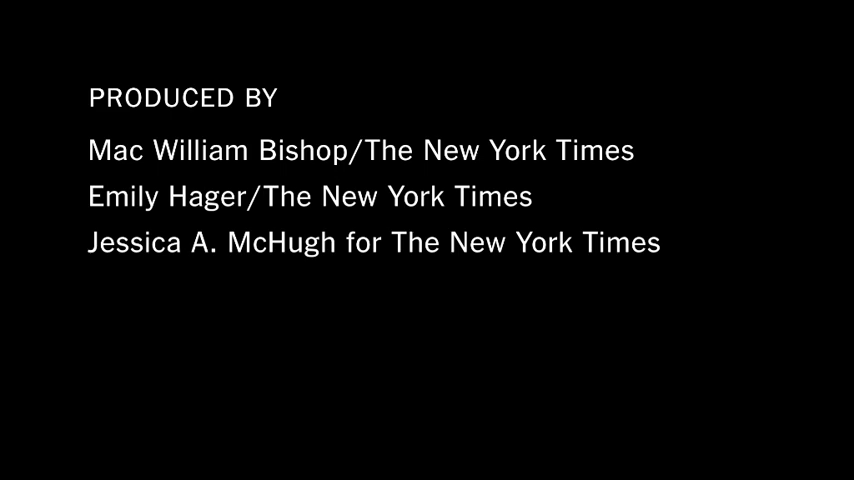 PRODUCED BY
Mac William Bishop/The New York Times
Emily Hager/The New York Times
Jessica A. McHugh for The New York Times